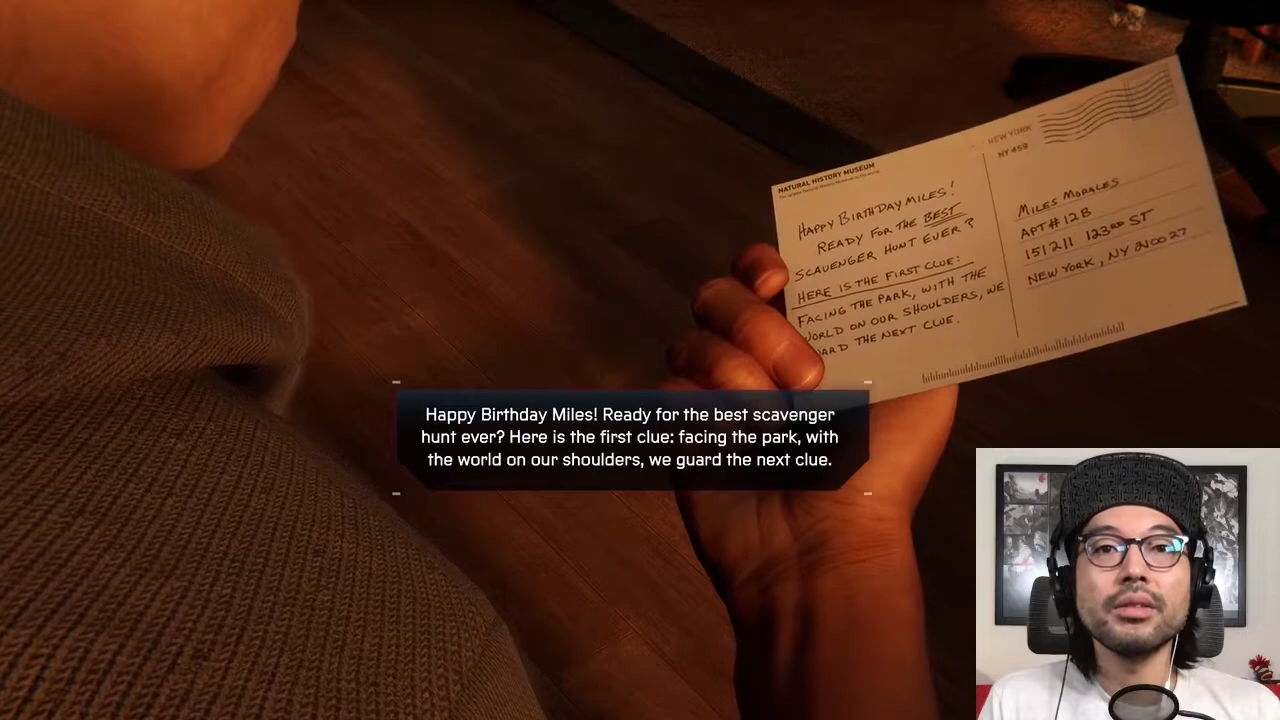 NEW YORK
NY 459
NATURAL HISTORY MUSEUM
HAPPY BIRTHDAY MILES!
READY FOR THE BEST
SCAVENGER HUNT EVER?
HERE IS THE FIRST CLUE:
FACING THE PARK, WITH THE
WORLD ON OUR SHOULDERS, WE
THE NEXT CLUE.
MILES MORALES
APT# 12B
151211 123RD ST
NEW YORK, NY 210027
Happy Birthday Miles! Ready for the best scavenger
hunt ever? Here is the first clue: facing the park, with
the world on our shoulders, we guard the next clue.